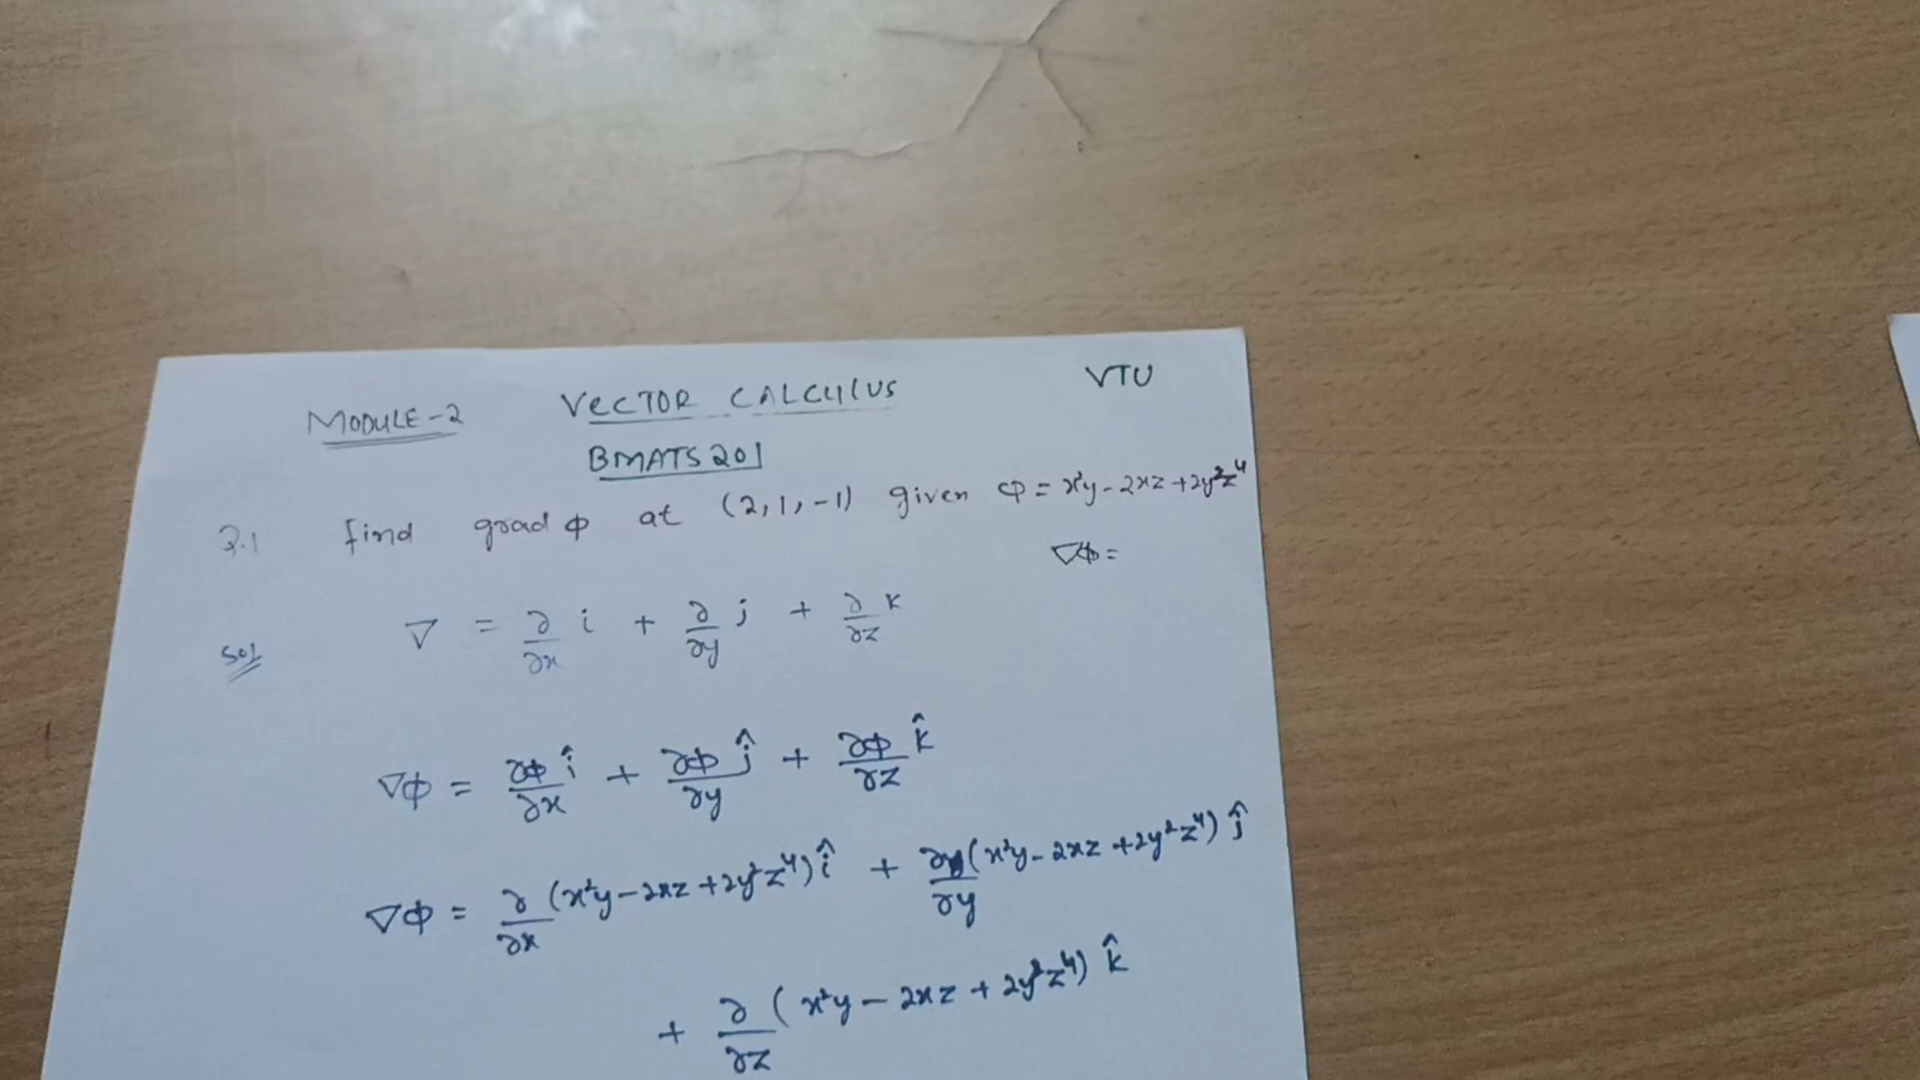 MODULE-2 VECTOR CALCULUS VTU
BMATS201
Q.1 find grad ϕ at (2,1,-1) given ϕ = x²y - 2xz + 2y²z⁴
∇ϕ =
Sol ∇ = ∂/∂x i + ∂/∂y j + ∂/∂z k
∇ϕ = ∂ϕ/∂x î + ∂ϕ/∂y ĵ + ∂ϕ/∂z k̂
∇ϕ = ∂/∂x (x²y - 2xz + 2y²z⁴) î + ∂/∂y (x²y - 2xz + 2y²z⁴) ĵ
+ ∂/∂z (x²y - 2xz + 2y²z⁴) k̂